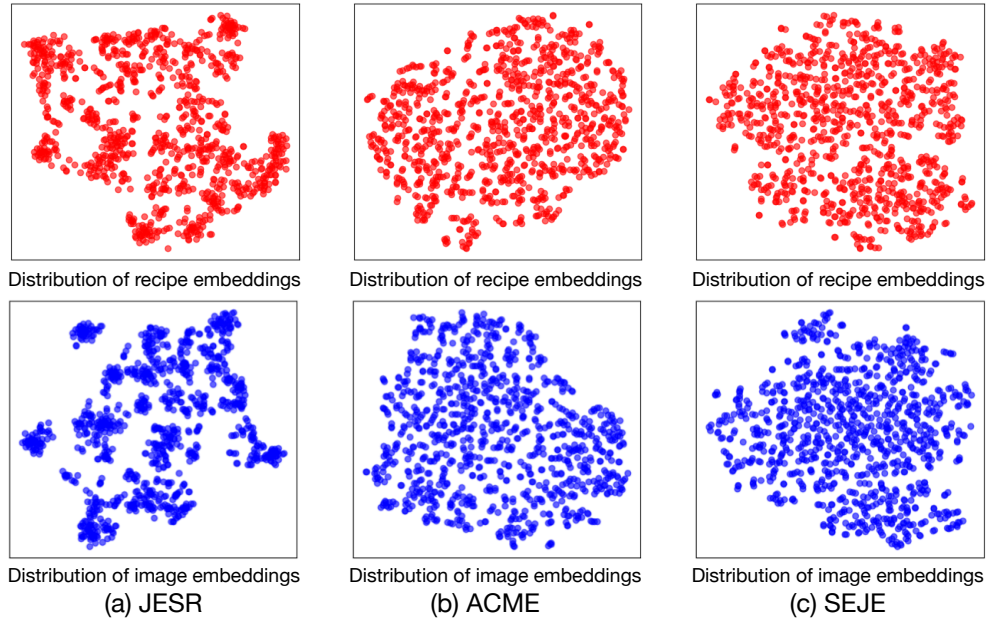 Distribution of recipe embeddings
Distribution of recipe embeddings
Distribution of recipe embeddings
Distribution of image embeddings
Distribution of image embeddings
Distribution of image embeddings
(a) JESR
(b) ACME
(c) SEJE